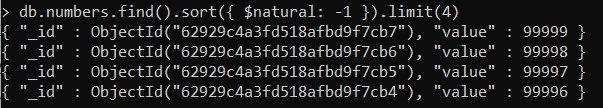 > db.numbers.find().sort({ $natural: -1 }).limit(4)
{ "_id" : ObjectId("62929c4a3fd518afbd9f7cb7"), "value" : 99999 }
{ "_id" : ObjectId("62929c4a3fd518afbd9f7cb6"), "value" : 99998 }
{ "_id" : ObjectId("62929c4a3fd518afbd9f7cb5"), "value" : 99997 }
{ "_id" : ObjectId("62929c4a3fd518afbd9f7cb4"), "value" : 99996 }